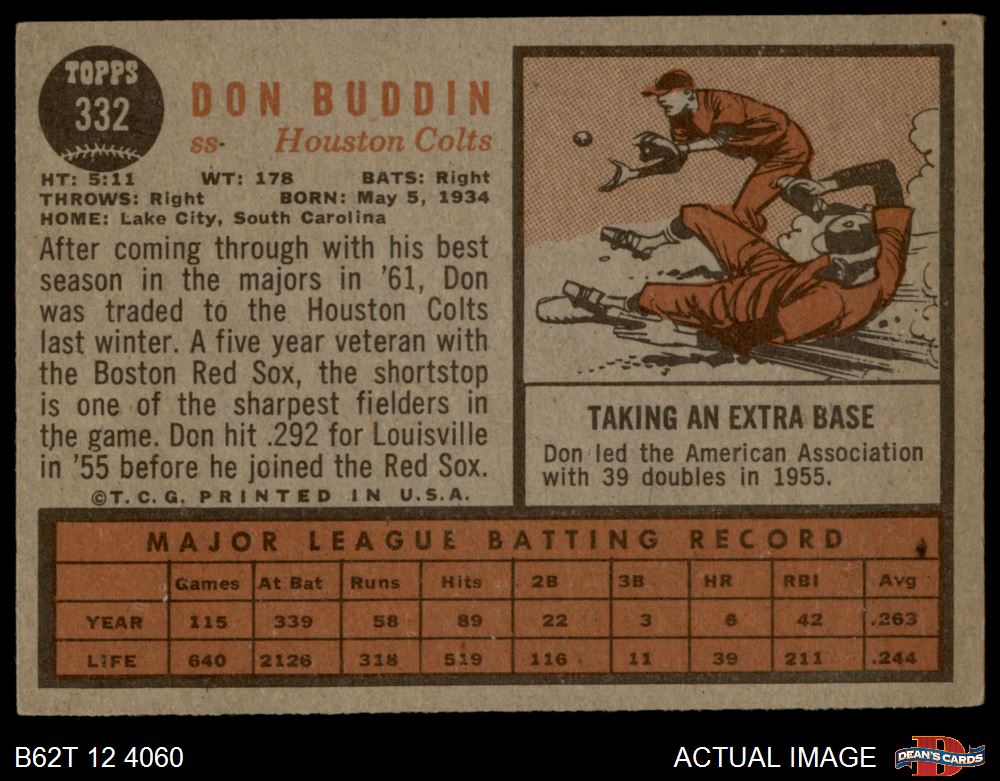 TOPPS
332
DON BUDDIN
ss- Houston Colts
HT: 5:11 WT: 178 BATS: Right
THROWS: Right BORN: May 5, 1934
HOME: Lake City, South Carolina
After coming through with his best
season in the majors in '61, Don
was traded to the Houston Colts
last winter. A five year veteran with
the Boston Red Sox, the shortstop
is one of the sharpest fielders in
the game. Don hit .292 for Louisville
in '55 before he joined the Red Sox.
©T.C.G. PRINTED IN U.S.A.
TAKING AN EXTRA BASE
Don led the American Association
with 39 doubles in 1955.
MAJOR LEAGUE BATTING RECORD
Games At Bat Runs Hits 2B 3B HR RBI Avg
YEAR 115 339 58 89 22 3 6 42 .263
LIFE 640 2126 318 519 116 11 39 211 .244
B62T 12 4060
ACTUAL IMAGE
D
DEAN'S CARDS